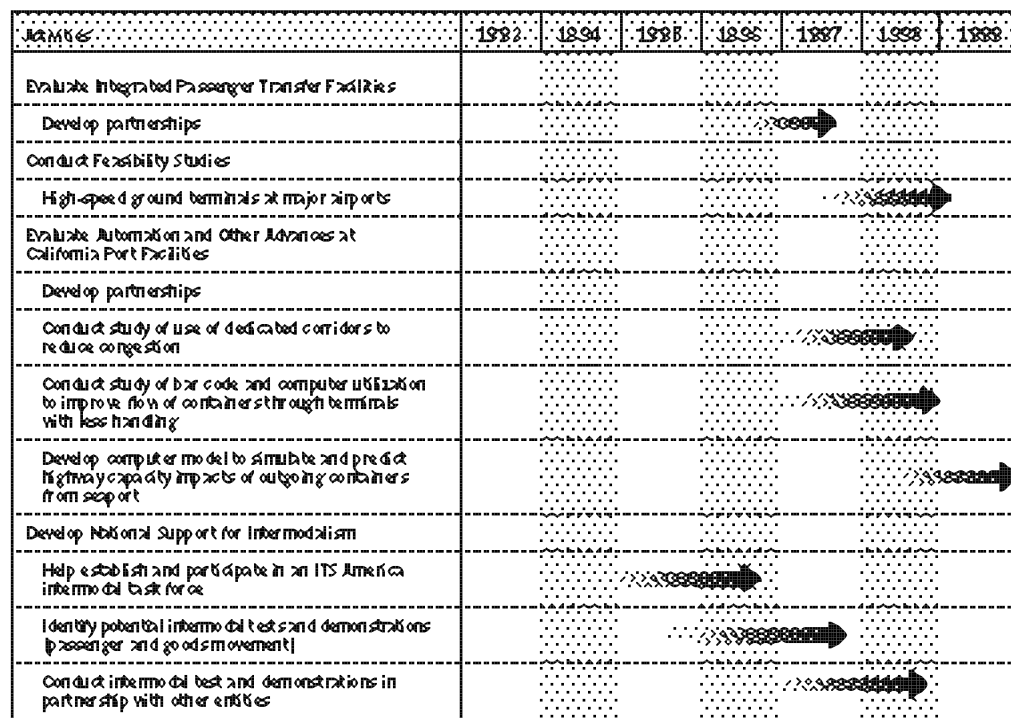 Activities 1993 1994 1995 1996 1997 1998 1999
Evaluate Integrated Passenger Transfer Facilities
Develop partnerships
Conduct Feasibility Studies
High-speed ground terminals at major airports
Evaluate Automation and Other Advances at
California Port Facilities
Develop partnerships
Conduct study of use of dedicated corridors to
reduce congestion
Conduct study of bar code and computer utilization
to improve flow of containers through terminals
with less handling
Develop computer model to simulate and predict
highway capacity impacts of outgoing containers
from seaport
Develop National Support for Intermodalism
Help establish and participate in an ITS America
intermodal task force
Identify potential intermodal tests and demonstrations
(passenger and goods movement)
Conduct intermodal test and demonstrations in
partnership with other entities